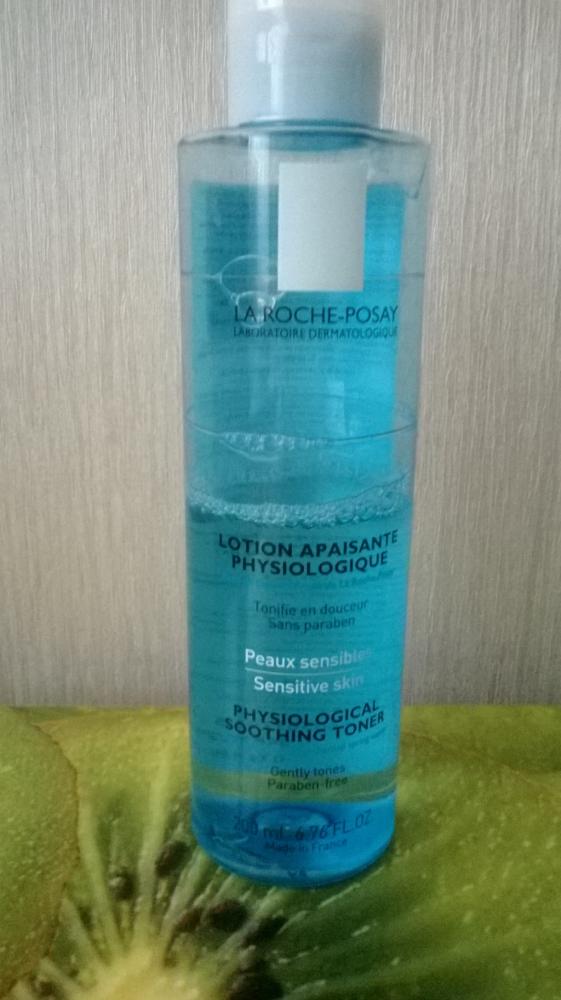 LA ROCHE-POSAY
LABORATOIRE DERMATOLOGIQUE
LOTION APAISANTE
PHYSIOLOGIQUE
Tonifie en douceur
Sans paraben
Peaux sensibles
Sensitive skin
PHYSIOLOGICAL
SOOTHING TONER
Gently tones
Paraben-free
200 ml 6.76 FL.OZ
Made in France